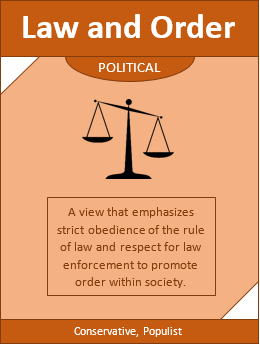 Law and Order
POLITICAL
A view that emphasizes
strict obedience of the rule
of law and respect for law
enforcement to promote
order within society.
Conservative, Populist